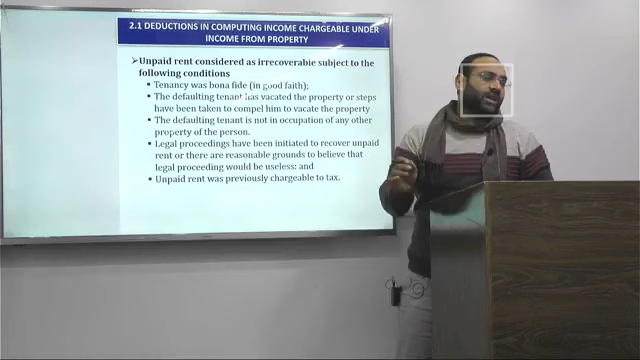 2.1 DEDUCTIONS IN COMPUTING INCOME CHARGEABLE UNDER
INCOME FROM PROPERTY
➢Unpaid rent considered as irrecoverable subject to the
following conditions
▪ Tenancy was bona fide (in good faith);
▪ The defaulting tenant has vacated the property or steps
have been taken to compel him to vacate the property
▪ The defaulting tenant is not in occupation of any other
property of the person.
▪ Legal proceedings have been initiated to recover unpaid
rent or there are reasonable grounds to believe that
legal proceeding would be useless: and
▪ Unpaid rent was previously chargeable to tax.